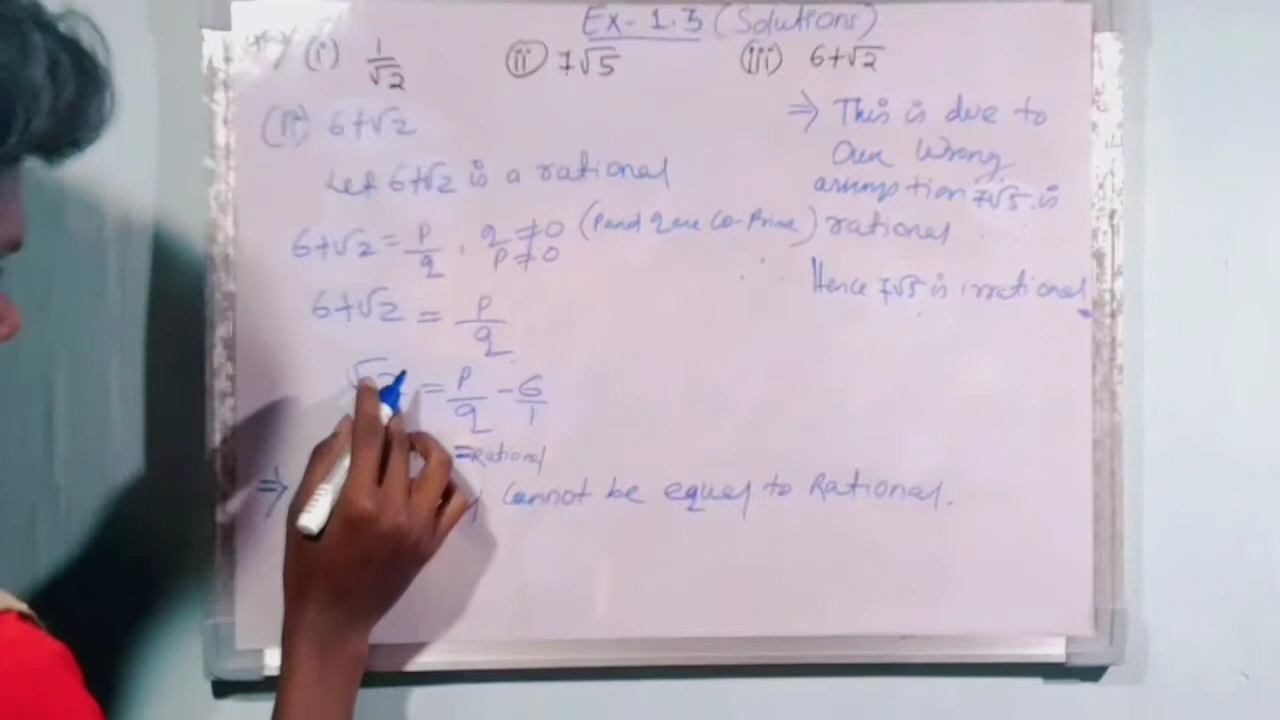 Ex- 1.3 (Solutions)
(i) 1/√2 (ii) 7√5 (iii) 6+√2
6+√2
Let 6+√2 is a rational
6+√2 = p/q , q≠0 (p and q are Co-Prime)
p≠0
6+√2 = p/q
= p/q - 6/1
= Rational
⇒ cannot be equal to Rational.
⇒ This is due to
Our Wrong
asumption 7√5 is
rational
Hence 7√5 is irrational